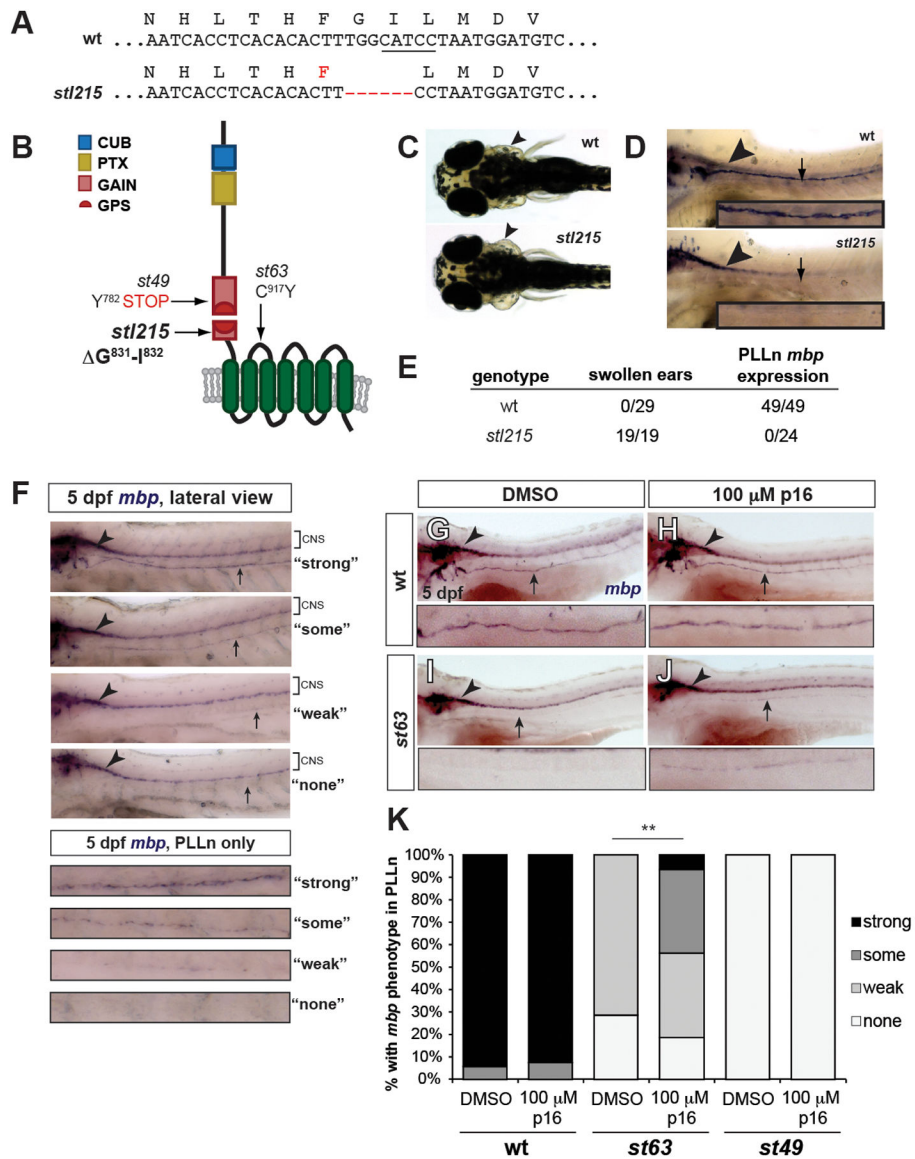 A
N H L T H F G I L M D V
wt ...AATCACCTCACACACTTTGGCATCCTAATGGATGTC...
N H L T H F L M D V
stl215 ...AATCACCTCACACACTT------CCTAATGGATGTC...
B
CUB
PTX
GAIN
GPS
st49
Y782 STOP
st63
C917Y
stl215
ΔG831-I832
C
wt
stl215
D
wt
stl215
E
genotype swollen ears PLLn mbp expression
wt 0/29 49/49
stl215 19/19 0/24
F
5 dpf mbp, lateral view
CNS
"strong"
CNS
"some"
CNS
"weak"
CNS
"none"
5 dpf mbp, PLLn only
"strong"
"some"
"weak"
"none"
DMSO 100 μM p16
wt
G
5 dpf mbp
H
st63
I
J
K
% with mbp phenotype in PLLn
100%
90%
80%
70%
60%
50%
40%
30%
20%
10%
0%
**
strong
some
weak
none
DMSO 100 μM p16 DMSO 100 μM p16 DMSO 100 μM p16
wt st63 st49